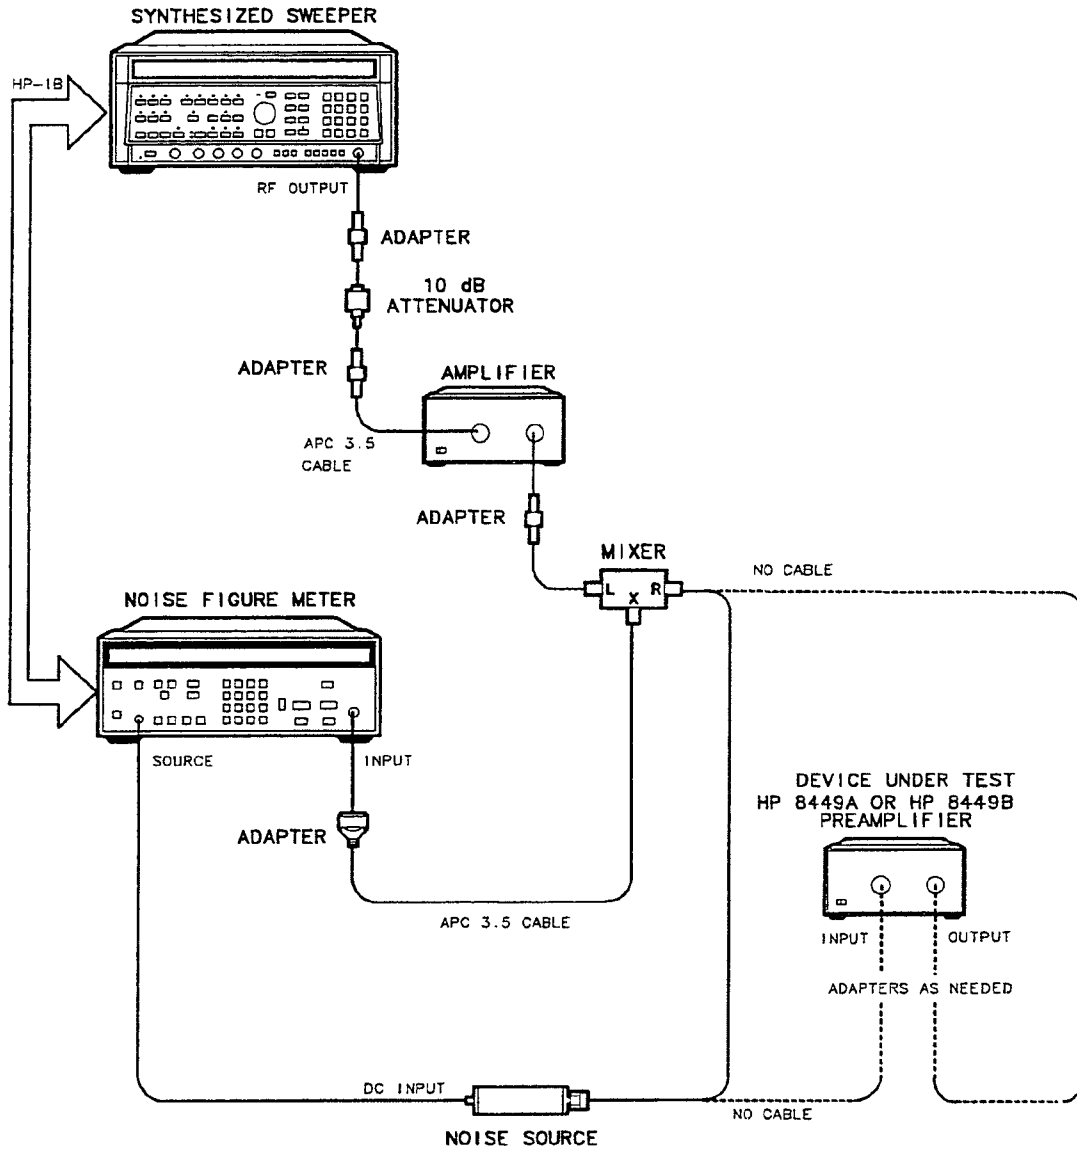 SYNTHESIZED SWEEPER
HP-IB
RF OUTPUT
ADAPTER
10 dB
ATTENUATOR
ADAPTER
AMPLIFIER
APC 3.5
CABLE
ADAPTER
MIXER
L
X
R
NO CABLE
NOISE FIGURE METER
SOURCE
INPUT
ADAPTER
APC 3.5 CABLE
DEVICE UNDER TEST
HP 8449A OR HP 8449B
PREAMPLIFIER
INPUT
OUTPUT
ADAPTERS AS NEEDED
DC INPUT
NO CABLE
NOISE SOURCE